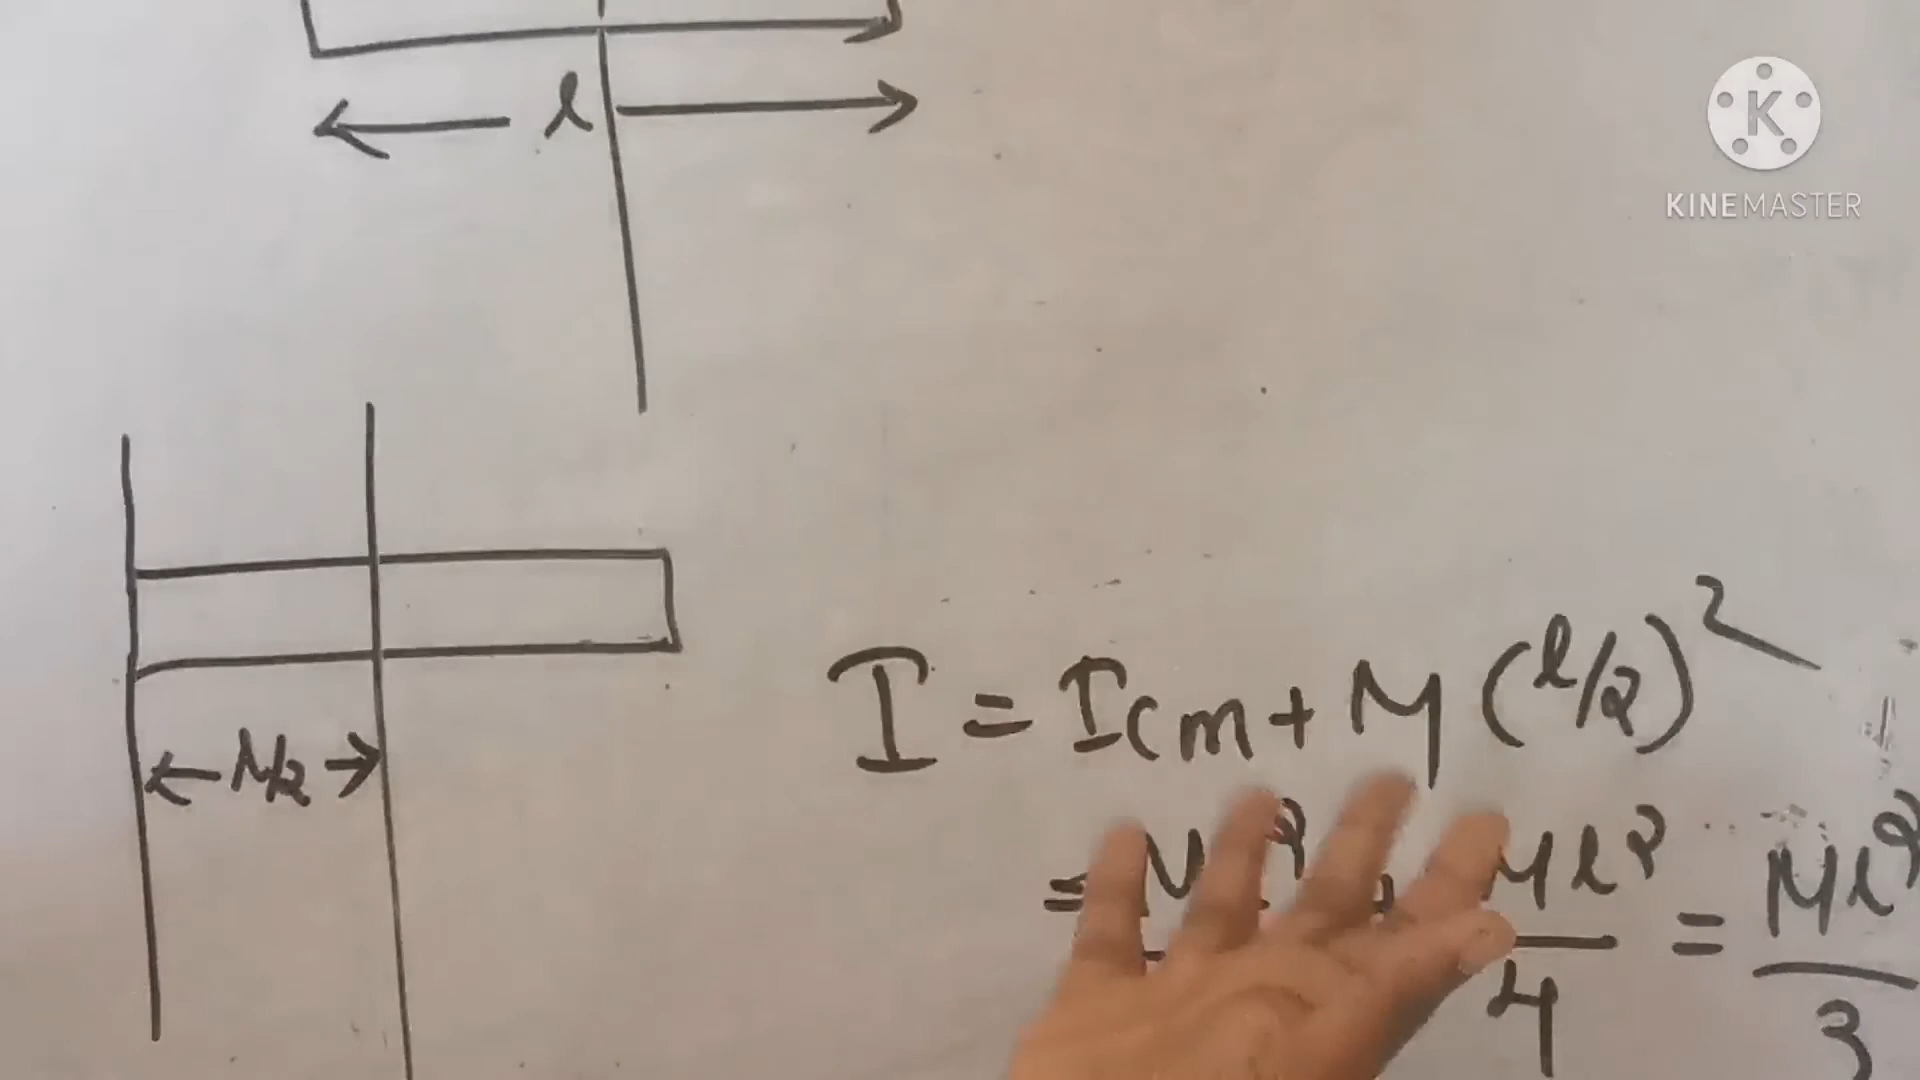 l
K
KINEMASTER
I = Icm + M (l/2)²
l/2
Ml² = Ml²
4 3